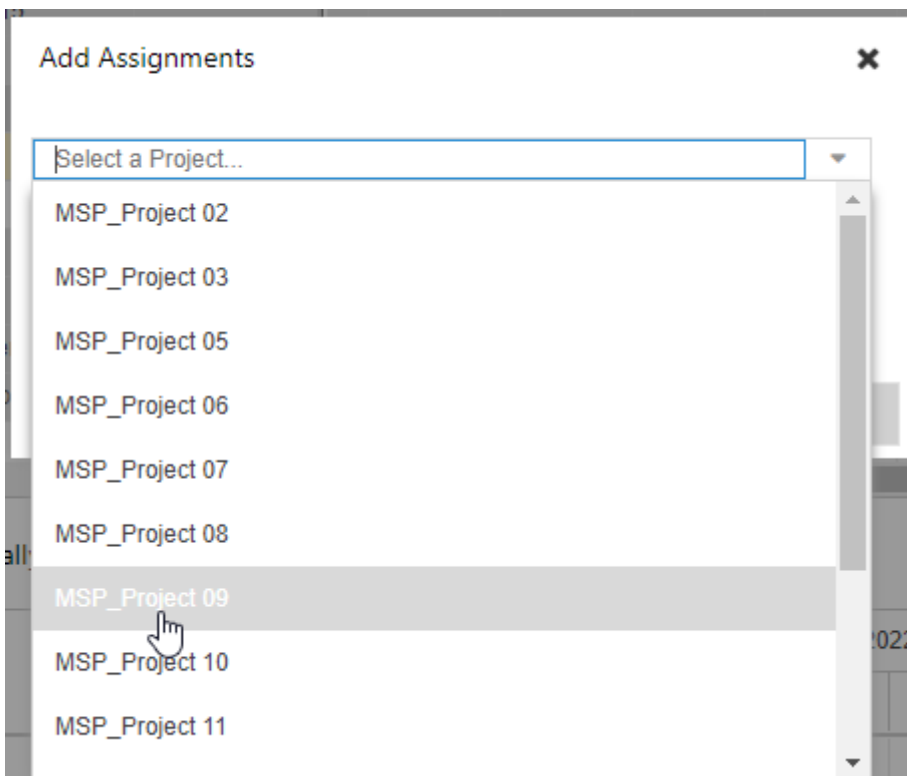 Add Assignments
Select a Project...
MSP_Project 02
MSP_Project 03
MSP_Project 05
MSP_Project 06
MSP_Project 07
MSP_Project 08
MSP_Project 09
MSP_Project 10
2022
MSP_Project 11